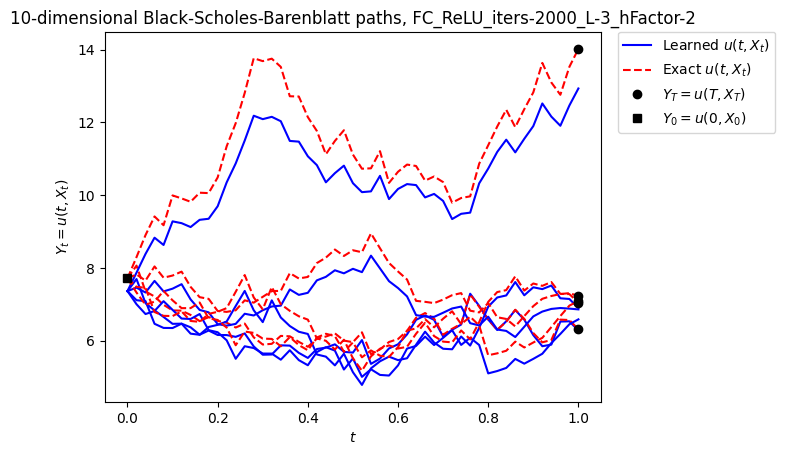 10-dimensional Black-Scholes-Barenblatt paths, FC_ReLU_iters-2000_L-3_hFactor-2
Learned u(t, X_t)
Exact u(t, X_t)
Y_T = u(T, X_T)
Y_0 = u(0, X_0)
Y_t = u(t, X_t)
14
12
10
8
6
0.0 0.2 0.4 0.6 0.8 1.0
t